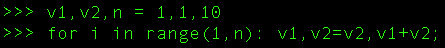 >>> v1,v2,n = 1,1,10
>>> for i in range(1,n): v1,v2=v2,v1+v2;